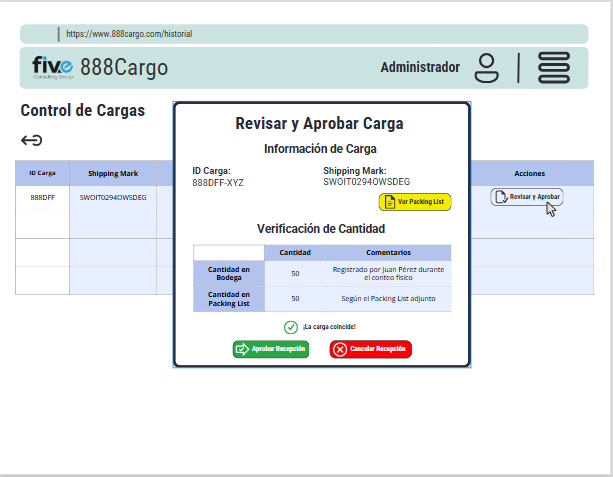 https://www.888cargo.com/historial
five
Consulting Group
888Cargo
Administrador
Control de Cargas
ID Carga
Shipping Mark
Acciones
888DFF
SWOIT0294OWSDEG
Revisar y Aprobar
Revisar y Aprobar Carga
Información de Carga
ID Carga:
888DFF-XYZ
Shipping Mark:
SWOIT0294OWSDEG
Ver Packing List
Verificación de Cantidad
Cantidad
Comentarios
Cantidad en
Bodega
50
Registrado por Juan Pérez durante
el conteo físico
Cantidad en
Packing List
50
Según el Packing List adjunto
¡La carga coincide!
Aprobar Recepción
Cancelar Recepción